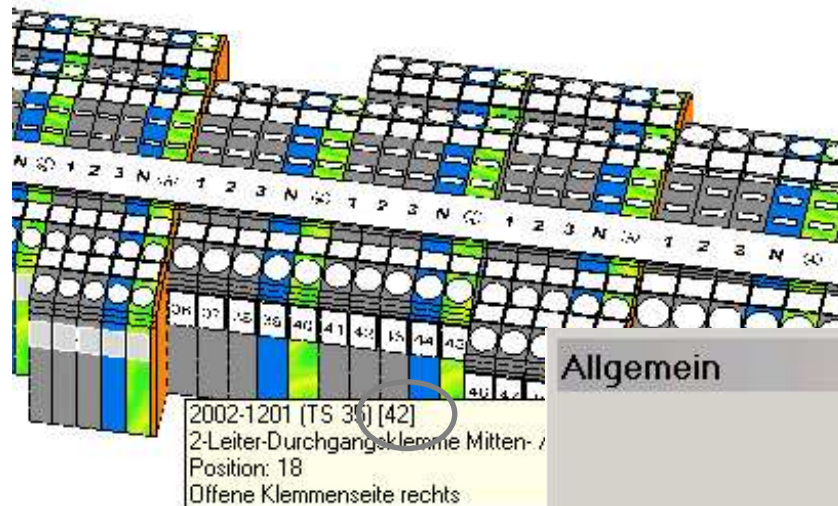 N 1 2 3 N 1 2 3 N 1 2 3 N 1 2 3 N 1 2 3 N
36 37 38 39 40 41 42 43 44 45
46
2002-1201 (TS 35) [42]
2-Leiter-Durchgangsklemme Mitten- /
Position: 18
Offene Klemmenseite rechts
Allgemein